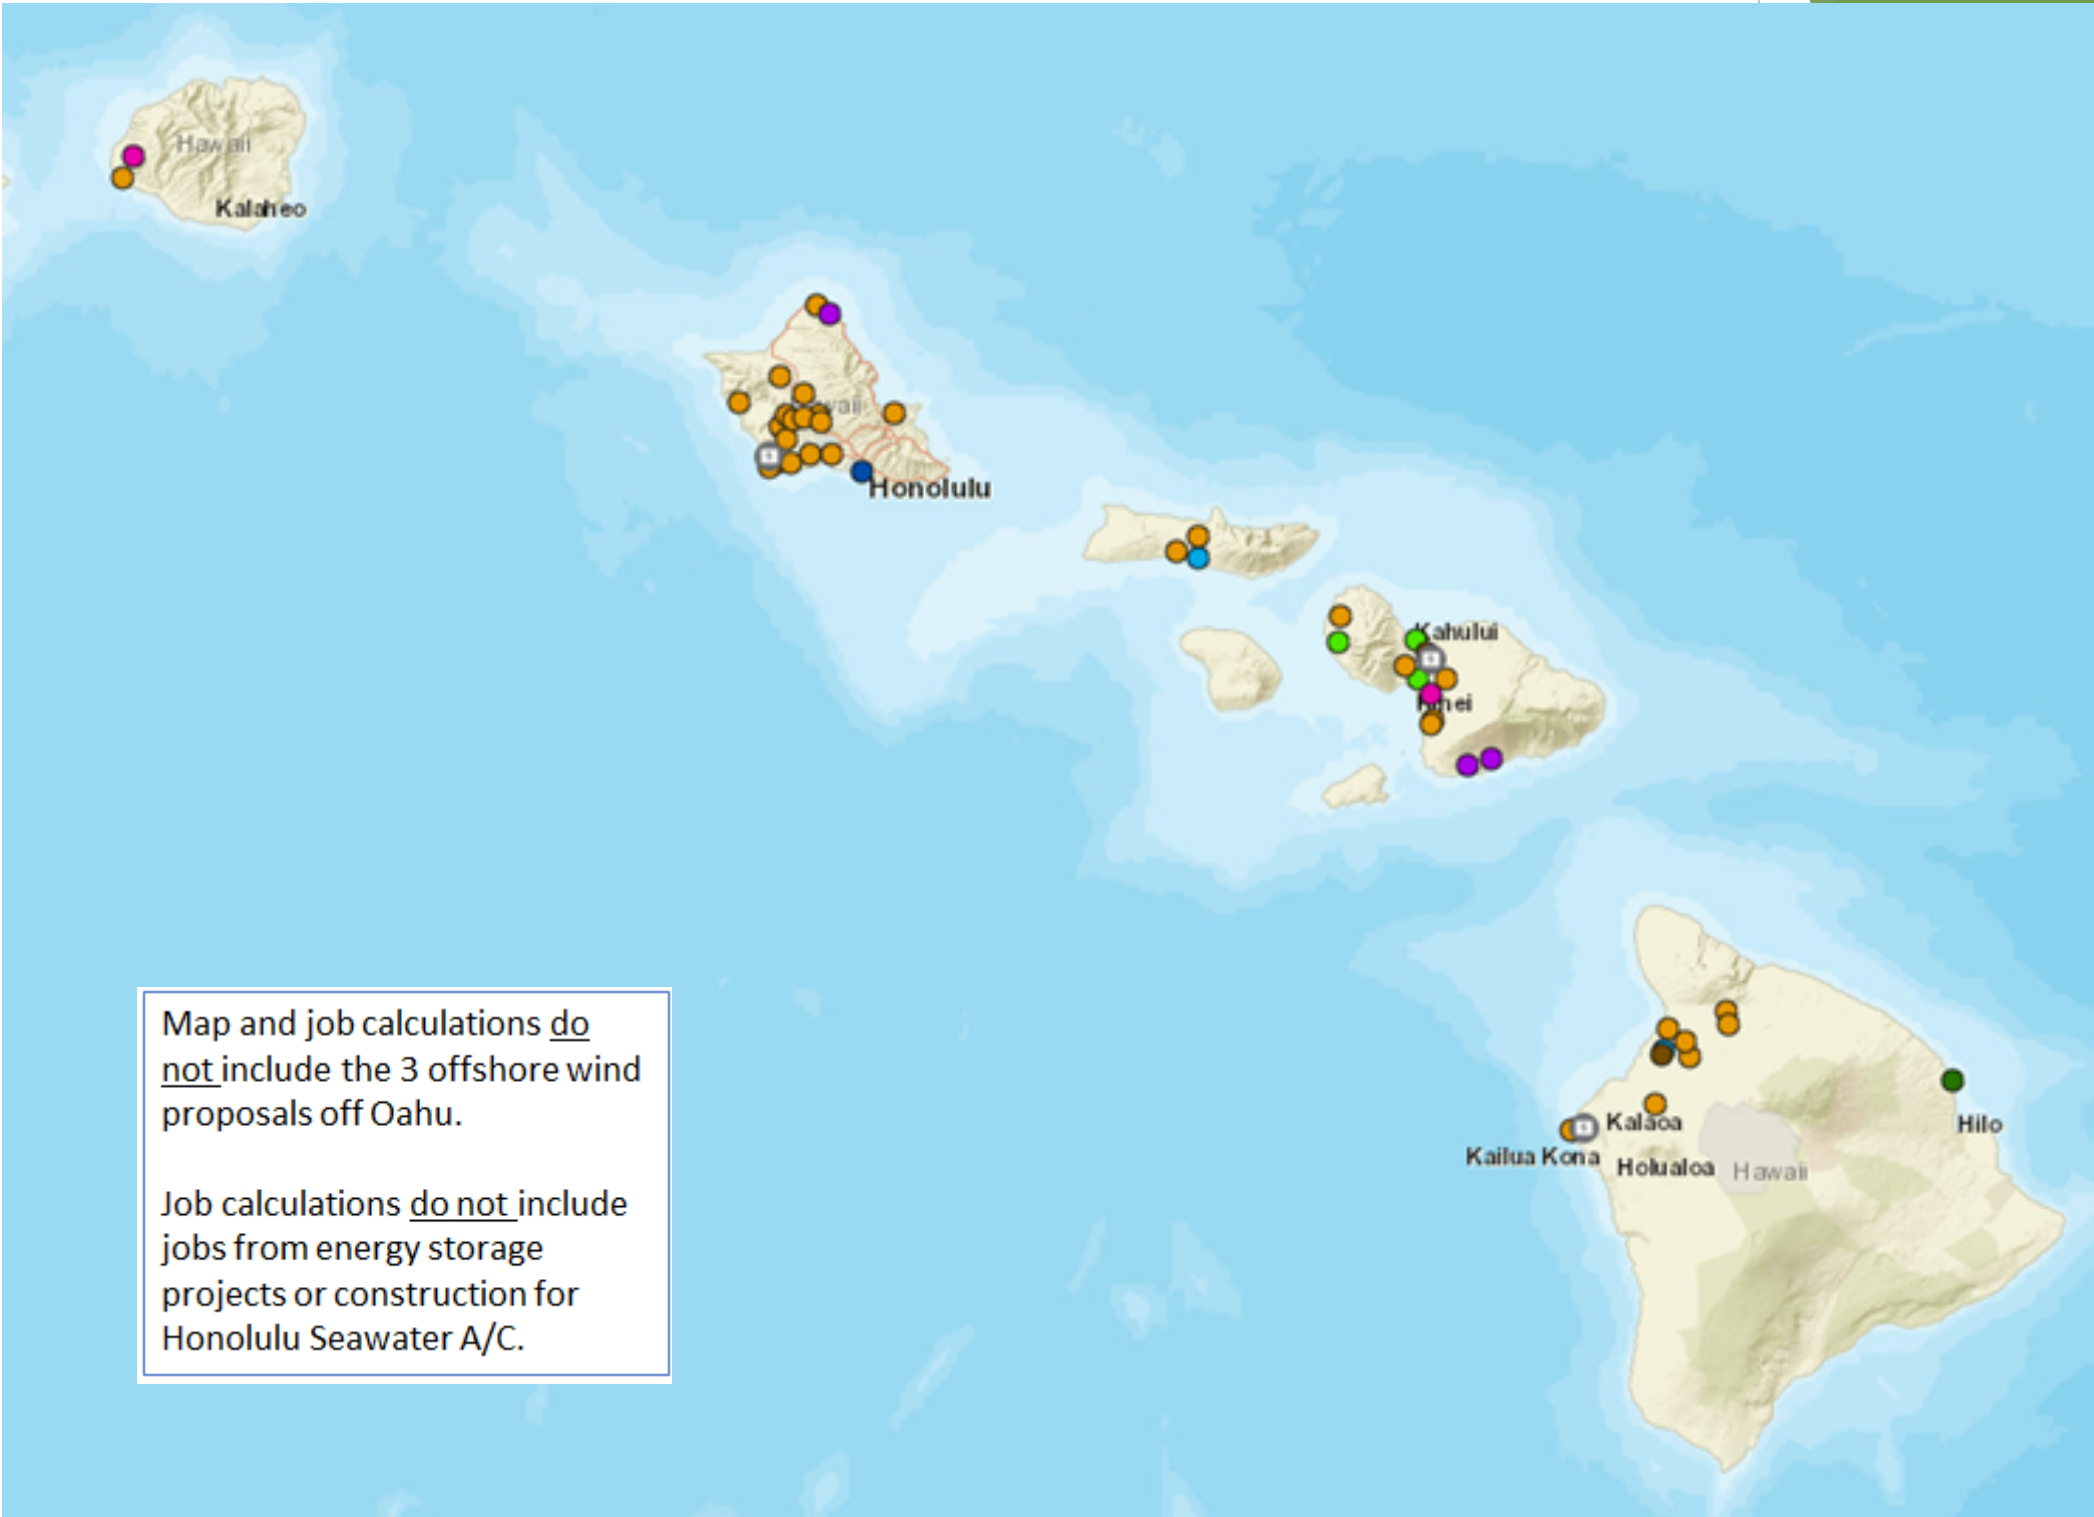 Hawaii
Kalaheo
Honolulu
Kahului
Hawaii
Kalaoa
Kailua Kona
Holualoa
Hilo
Map and job calculations do
not include the 3 offshore wind
proposals off Oahu.
Job calculations do not include
jobs from energy storage
projects or construction for
Honolulu Seawater A/C.